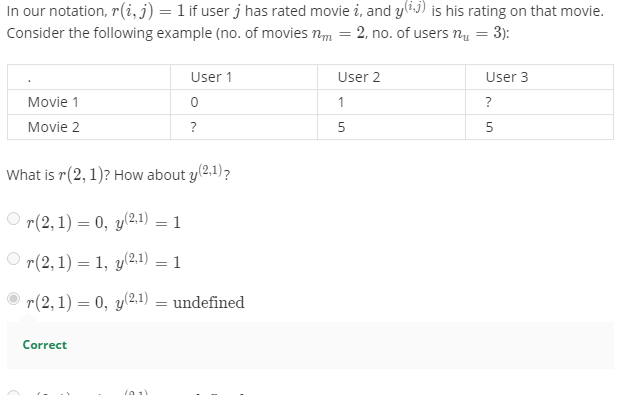 In our notation, r(i, j) = 1 if user j has rated movie i, and y^(i,j) is his rating on that movie.
Consider the following example (no. of movies n_m = 2, no. of users n_u = 3):
. User 1 User 2 User 3
Movie 1 0 1 ?
Movie 2 ? 5 5
What is r(2, 1)? How about y^(2,1)?
r(2, 1) = 0, y^(2,1) = 1
r(2, 1) = 1, y^(2,1) = 1
r(2, 1) = 0, y^(2,1) = undefined
Correct